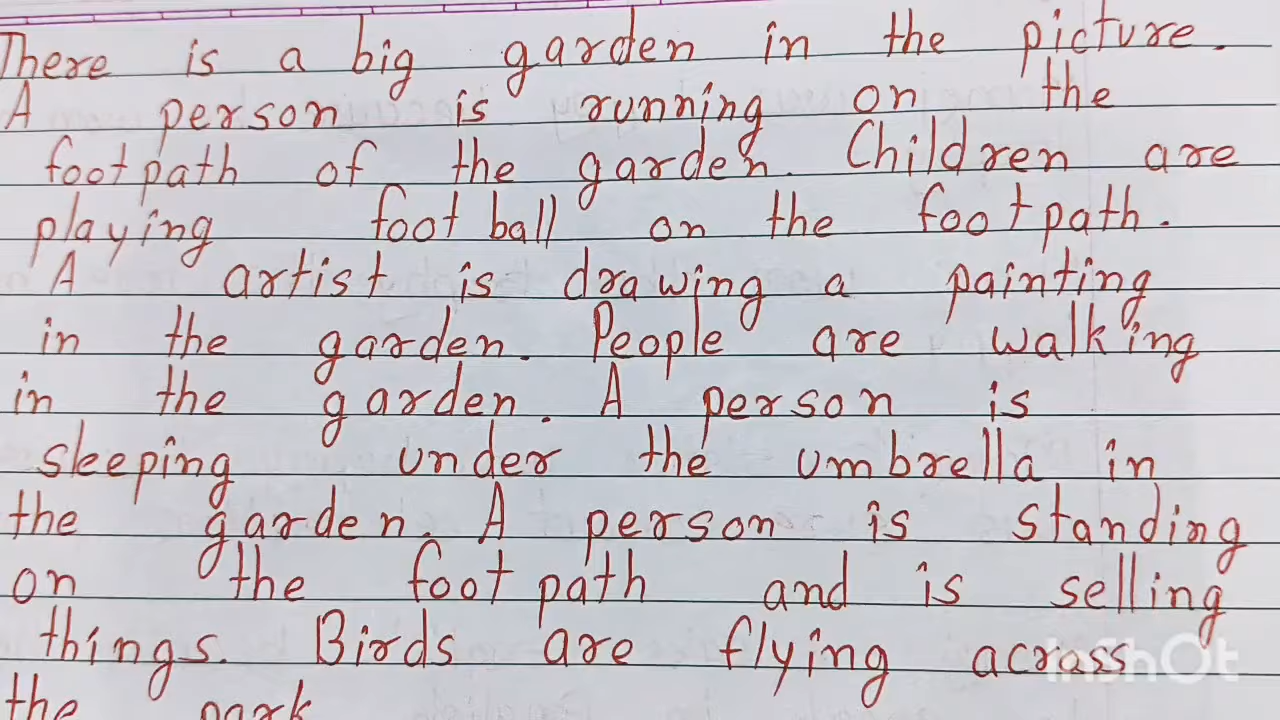 There is a big garden in the picture.
A person is running on the
footpath of the garden. Children are
playing foot ball on the footpath.
A artist is drawing a painting
in the garden. People are walking
in the garden. A person is
sleeping under the umbrella in
the garden. A person is standing
on the foot path and is selling
things. Birds are flying acrass
the park
InShOt